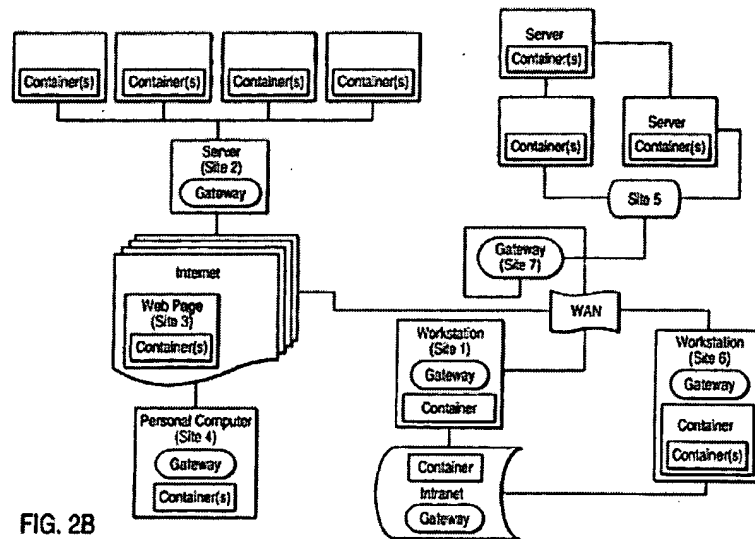 Container(s)
Container(s)
Container(s)
Container(s)
Server
(Site 2)
Gateway
Internet
Web Page
(Site 3)
Container(s)
Personal Computer
(Site 4)
Gateway
Container(s)
Server
Container(s)
Container(s)
Server
Container(s)
Site 5
Gateway
(Site 7)
WAN
Workstation
(Site 1)
Gateway
Container
Container
Intranet
Gateway
Workstation
(Site 6)
Gateway
Container
Container(s)
FIG. 2B